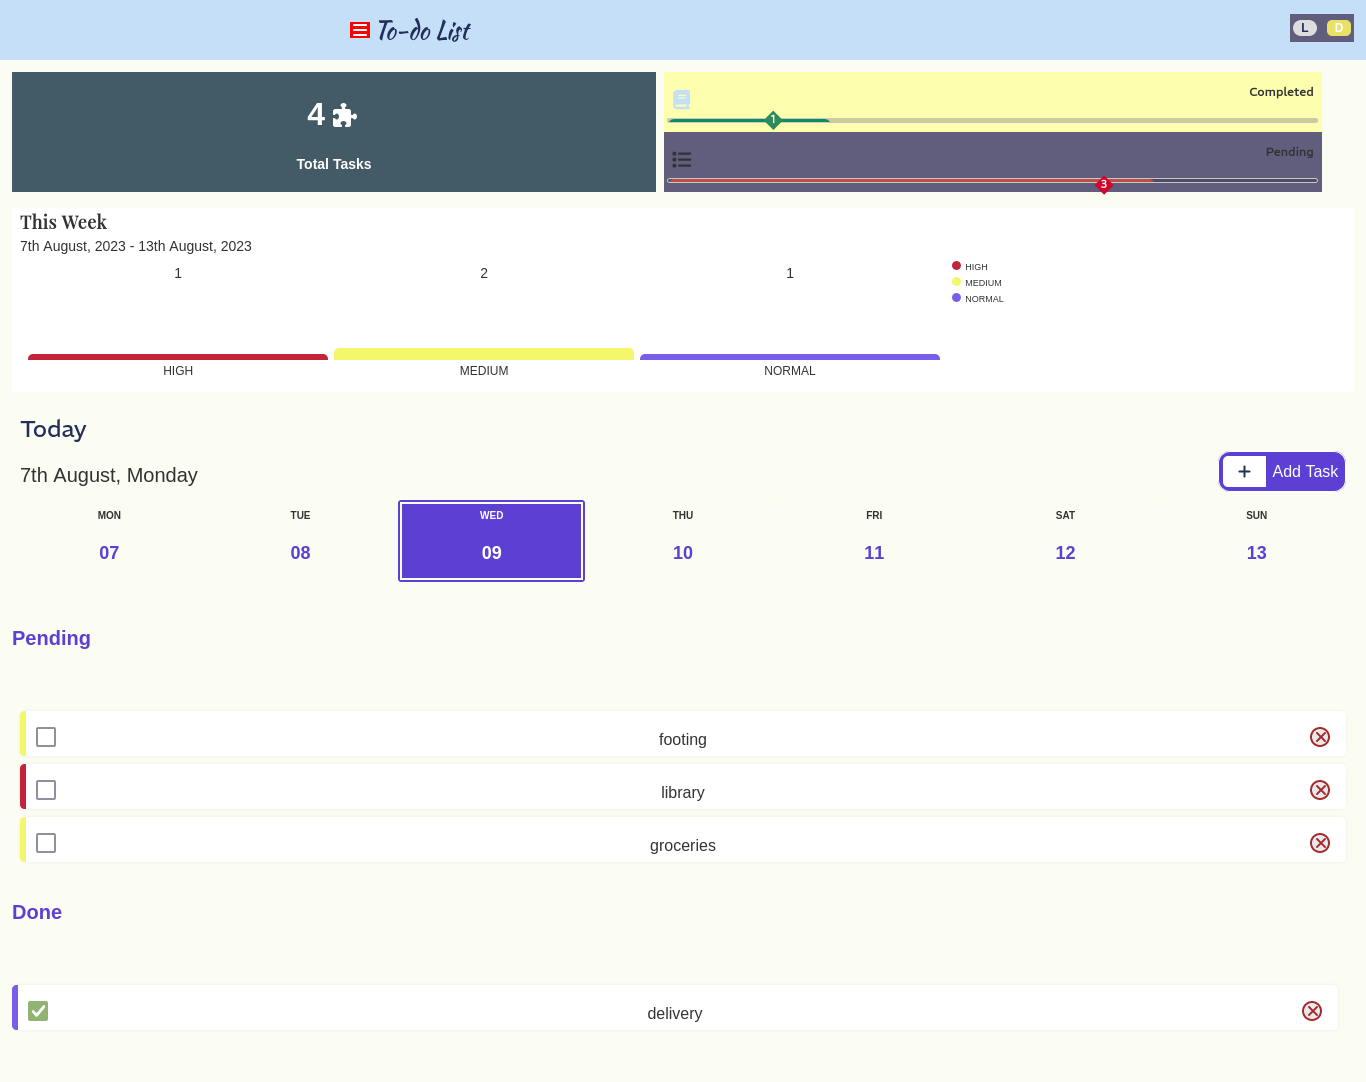 To-do List
L D
4
Total Tasks
Completed
1
Pending
3
This Week
7th August, 2023 - 13th August, 2023
1 2 1
HIGH
MEDIUM
NORMAL
HIGH MEDIUM NORMAL
Today
7th August, Monday
+ Add Task
MON TUE WED THU FRI SAT SUN
07 08 09 10 11 12 13
Pending
footing
library
groceries
Done
delivery